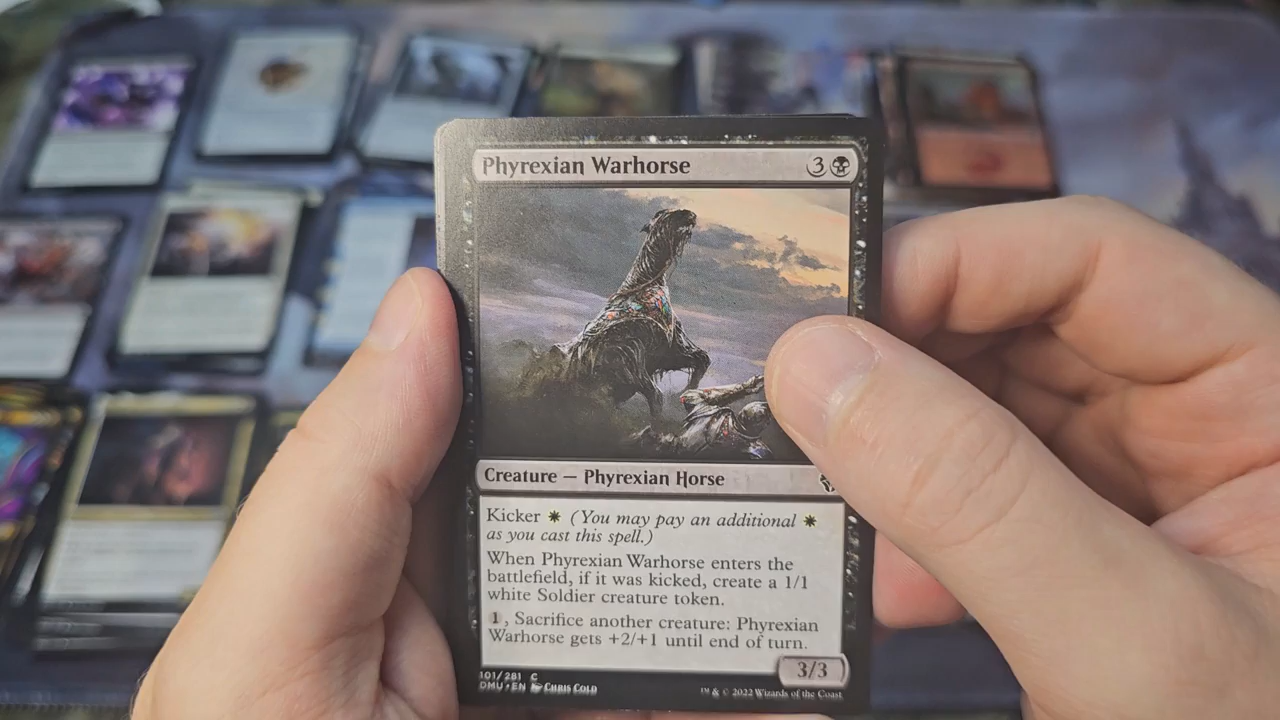 Phyrexian Warhorse 3
Creature — Phyrexian Horse
Kicker (You may pay an additional
as you cast this spell.)
When Phyrexian Warhorse enters the
battlefield, if it was kicked, create a 1/1
white Soldier creature token.
1, Sacrifice another creature: Phyrexian
Warhorse gets +2/+1 until end of turn.
3/3
101/281 C
DMU • EN Chris Cold
™ & © 2022 Wizards of the Coast